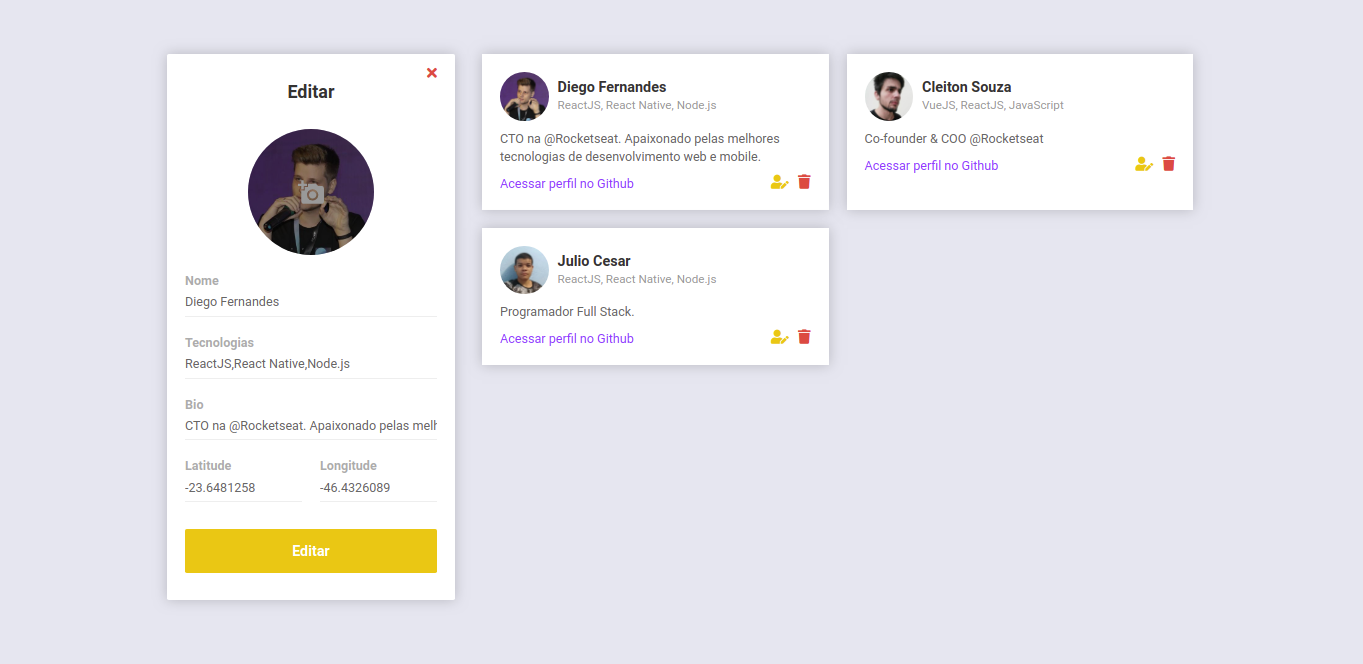 Editar
Nome
Diego Fernandes
Tecnologias
ReactJS,React Native,Node.js
Bio
CTO na @Rocketseat. Apaixonado pelas
Latitude
Longitude
-23.6481258
-46.4326089
Editar
Diego Fernandes
ReactJS, React Native, Node.js
CTO na @Rocketseat. Apaixonado pelas melhores
tecnologias de desenvolvimento web e mobile.
Acessar perfil no Github
Cleiton Souza
VueJS, ReactJS, JavaScript
Co-founder & COO @Rocketseat
Acessar perfil no Github
Julio Cesar
ReactJS, React Native, Node.js
Programador Full Stack.
Acessar perfil no Github